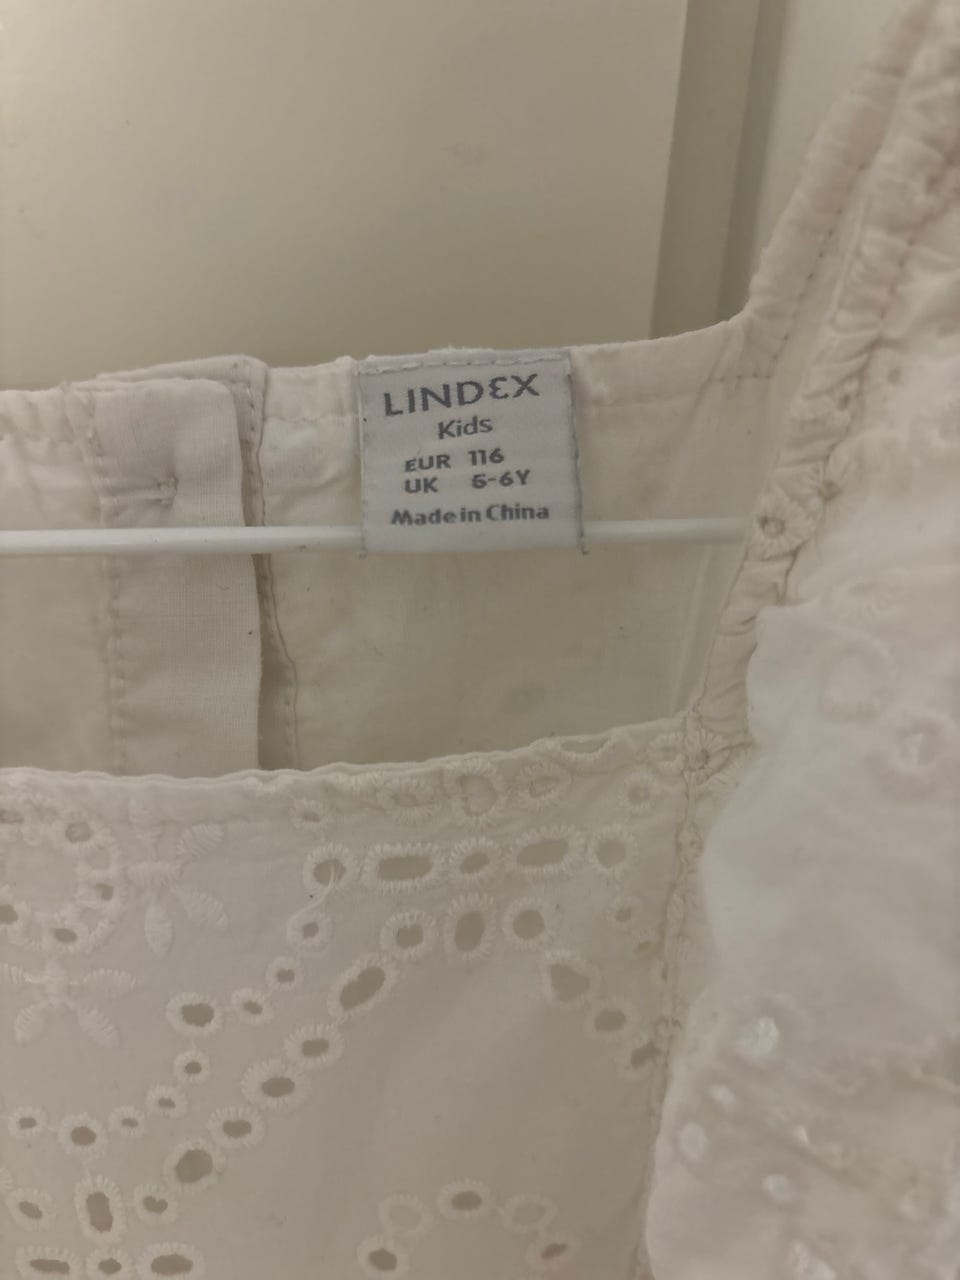 LINDEX
Kids
EUR 116
UK 5-6Y
Made in China